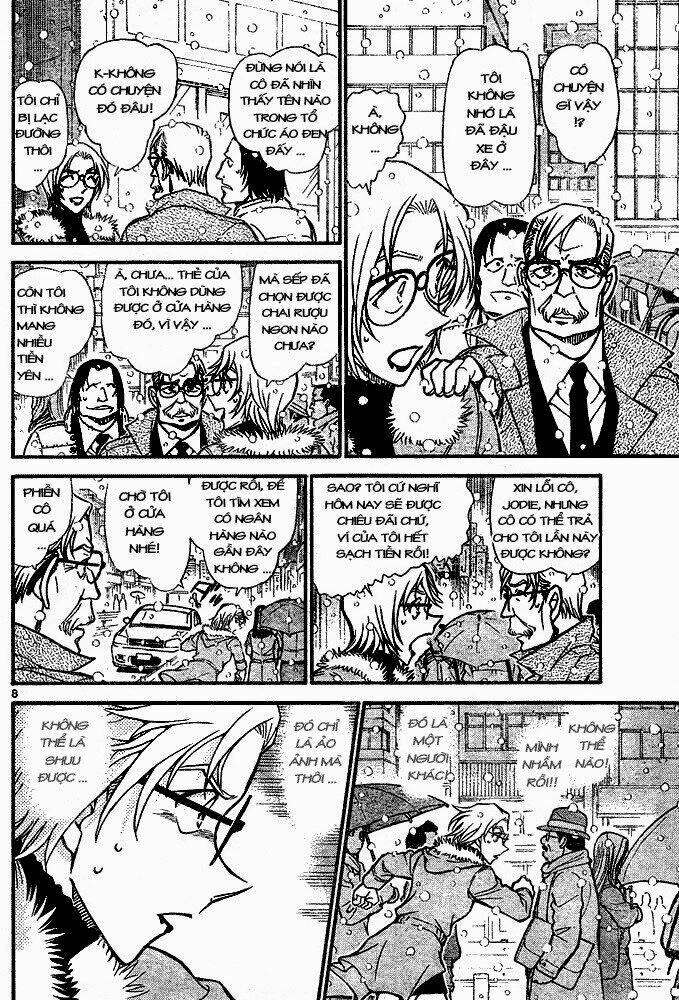 CÓ
CHUYỆN
GÌ VẬY
!?
TÔI
KHÔNG
NHỚ LÀ
ĐÃ ĐẬU
XE Ở
ĐÂY ...
À,
KHÔNG ...
ĐỪNG NÓI LÀ
CÔ ĐÃ NHÌN
THẤY TÊN NÀO
TRONG TỔ
CHỨC ÁO ĐEN
ĐẤY ...
K-KHÔNG
CÓ CHUYỆN
ĐÓ ĐÂU!
TÔI CHỈ
BỊ LẠC
ĐƯỜNG
THÔI
...
MÀ SẾP ĐÃ
CHỌN ĐƯỢC
CHAI RƯỢU
NGON NÀO
CHƯA?
À, CHƯA... THẺ CỦA
TÔI KHÔNG DÙNG
ĐƯỢC Ở CỬA HÀNG
ĐÓ, VÌ VẬY ...
CÒN TÔI
THÌ KHÔNG
MANG
NHIỀU
TIỀN
YÊN ...
XIN LỖI CÔ,
JODIE, NHƯNG
CÔ CÓ THỂ TRẢ
CHO TÔI LẦN NÀY
ĐƯỢC KHÔNG?
SAO? TÔI CỨ NGHĨ
HÔM NAY SẼ ĐƯỢC
CHIÊU ĐÃI CHỨ,
VÍ CỦA TÔI HẾT
SẠCH TIỀN RỒI!
ĐƯỢC RỒI, ĐỂ
TÔI TÌM XEM
CÓ NGÂN
HÀNG NÀO
GẦN ĐÂY
KHÔNG ...
CHỜ TÔI
Ở CỬA
HÀNG
NHÉ!
PHIỀN
CÔ
QUÁ
...
8
KHÔNG
THỂ
NÀO!
MÌNH
NHẦM
RỒI!!
ĐÓ LÀ
MỘT
NGƯỜI
KHÁC!
ĐÓ CHỈ
LÀ ẢO
ẢNH MÀ
THÔI ...
KHÔNG
THỂ LÀ
SHUU
ĐƯỢC ...